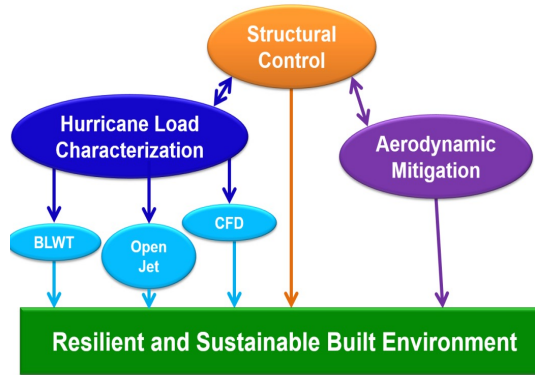 Structural
Control
Hurricane Load
Characterization
Aerodynamic
Mitigation
BLWT
Open
Jet
CFD
Resilient and Sustainable Built Environment